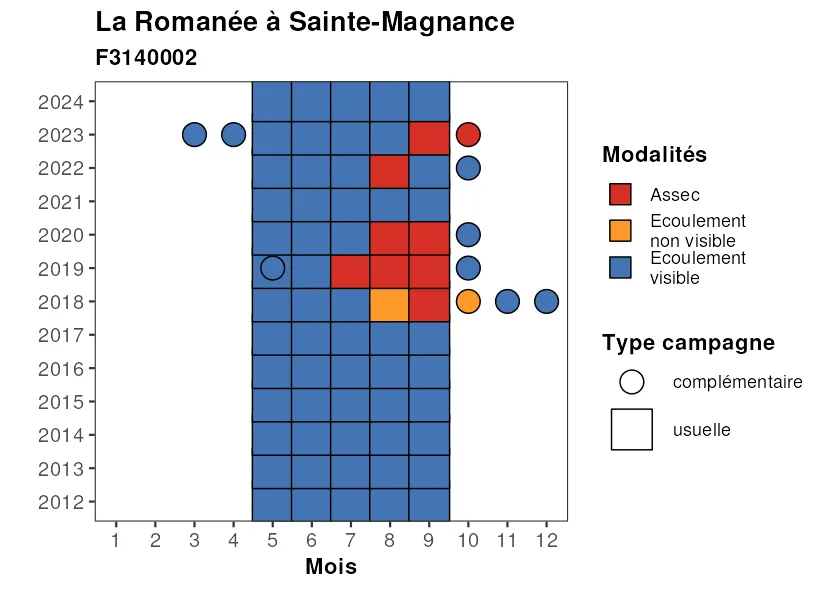 La Romanée à Sainte-Magnance
F3140002
2024
2023
2022
2021
2020
2019
2018
2017
2016
2015
2014
2013
2012
1 2 3 4 5 6 7 8 9 10 11 12
Mois
Modalités
Assec
Ecoulement
non visible
Ecoulement
visible
Type campagne
complémentaire
usuelle